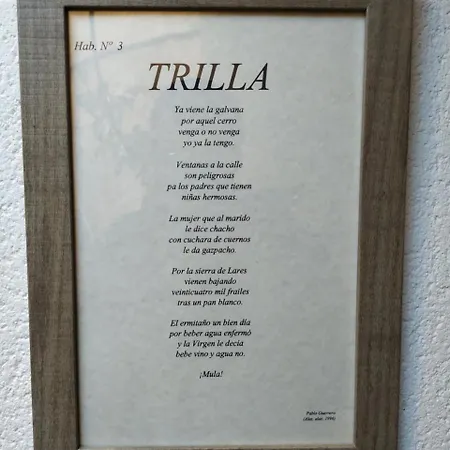 Hab. Nº 3
TRILLA
Ya viene la galvana
por aquel cerro
venga o no venga
yo ya la tengo.
Ventanas a la calle
son peligrosas
pa los padres que tienen
niñas hermosas.
La mujer que al marido
le dice chacho
con cuchara de cuernos
le da gazpacho.
Por la sierra de Lares
vienen bajando
veinticuatro mil frailes
tras un pan blanco.
El ermitaño un bien día
por beber agua enfermó
y la Virgen le decía
bebe vino y agua no.
¡Mula!
Pablo Guerrero